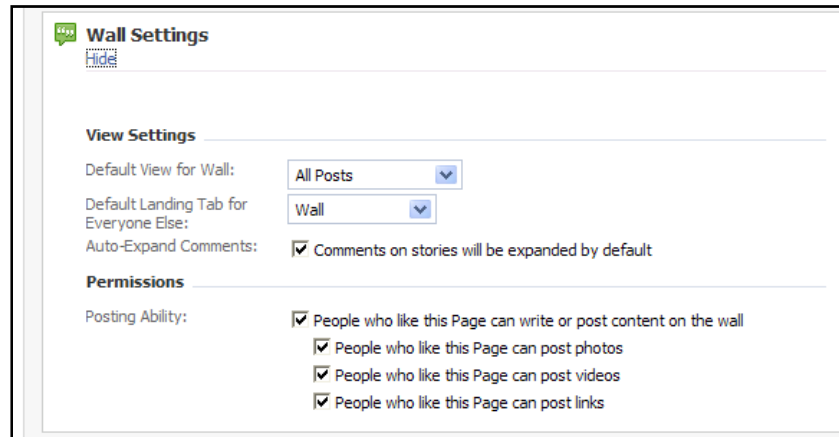 Wall Settings
Hide
View Settings
Default View for Wall:
All Posts
Default Landing Tab for
Everyone Else:
Wall
Auto-Expand Comments:
Comments on stories will be expanded by default
Permissions
Posting Ability:
People who like this Page can write or post content on the wall
People who like this Page can post photos
People who like this Page can post videos
People who like this Page can post links